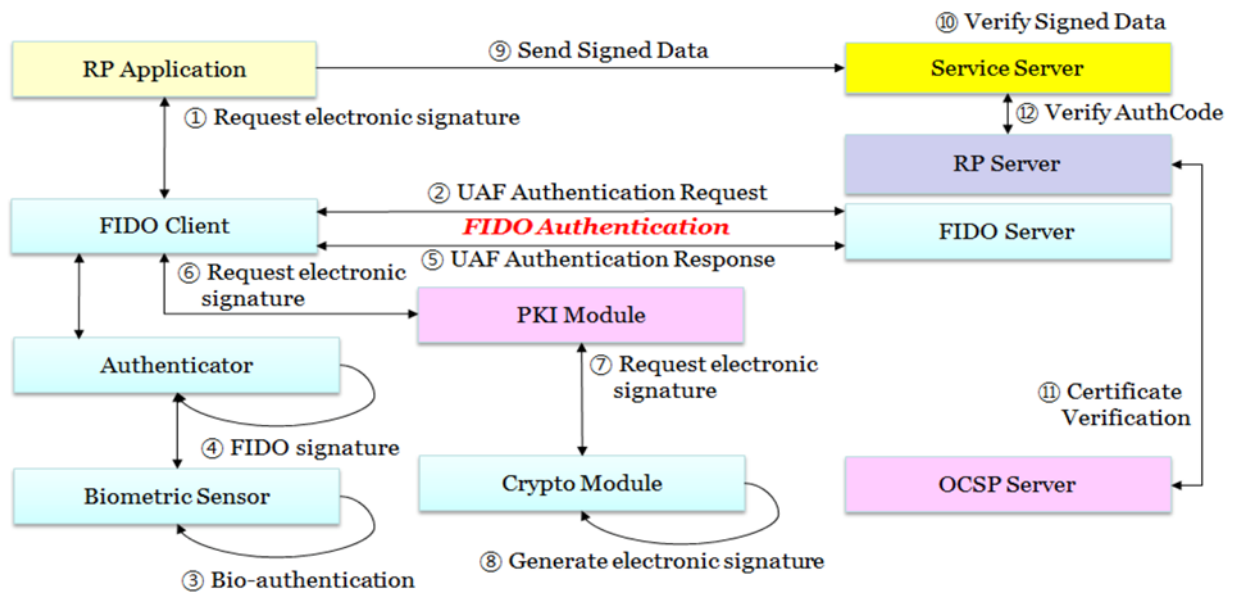 ⑩ Verify Signed Data
⑨ Send Signed Data
RP Application
Service Server
① Request electronic signature
⑫ Verify AuthCode
RP Server
② UAF Authentication Request
FIDO Client
FIDO Authentication
FIDO Server
⑤ UAF Authentication Response
⑥ Request electronic
signature
PKI Module
Authenticator
⑦ Request electronic
signature
⑪ Certificate
Verification
④ FIDO signature
Biometric Sensor
Crypto Module
OCSP Server
⑧ Generate electronic signature
③ Bio-authentication